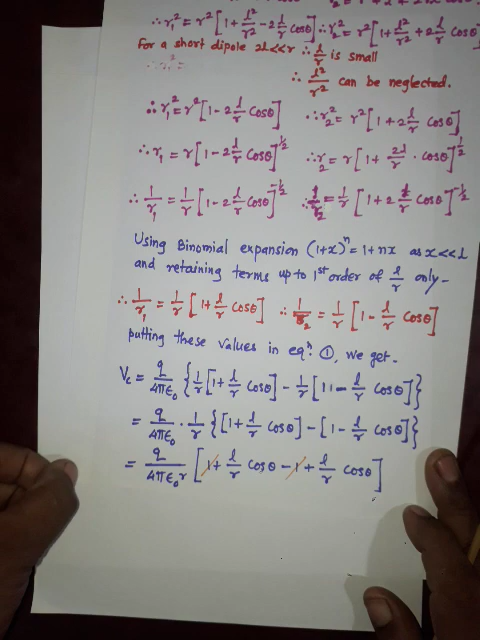 ∴ r₁² = r² [1 + l²/r² - 2 l/r cosθ] ∴ r₂² = r² [1 + l²/r² + 2 l/r cosθ]
For a short dipole 2l<<r ∴ l/r is small
∴ l²/r² can be neglected.
∴ r₁² = r² [1 - 2 l/r cosθ] ∴ r₂² = r² [1 + 2 l/r cosθ]
∴ r₁ = r [1 - 2 l/r cosθ]^½ ∴ r₂ = r [1 + 2l/r · cosθ]^½
∴ 1/r₁ = 1/r [1 - 2 l/r cosθ]^-½ ∴ 1/r₂ = 1/r [1 + 2 l/r cosθ]^-½
Using Binomial expansion (1+x)ⁿ = 1+nx as x<<1
and retaining terms up to 1st order of l/r only-
∴ 1/r₁ = 1/r [1 + l/r cosθ] ∴ 1/r₂ = 1/r [1 - l/r cosθ]
putting these values in eqⁿ. ①, we get-
V_c = q/4πε₀ {1/r [1 + l/r cosθ] - 1/r [1 - l/r cosθ]}
= q/4πε₀ · 1/r {[1 + l/r cosθ] - [1 - l/r cosθ]}
= q/4πε₀r [1 + l/r cosθ - 1 + l/r cosθ]